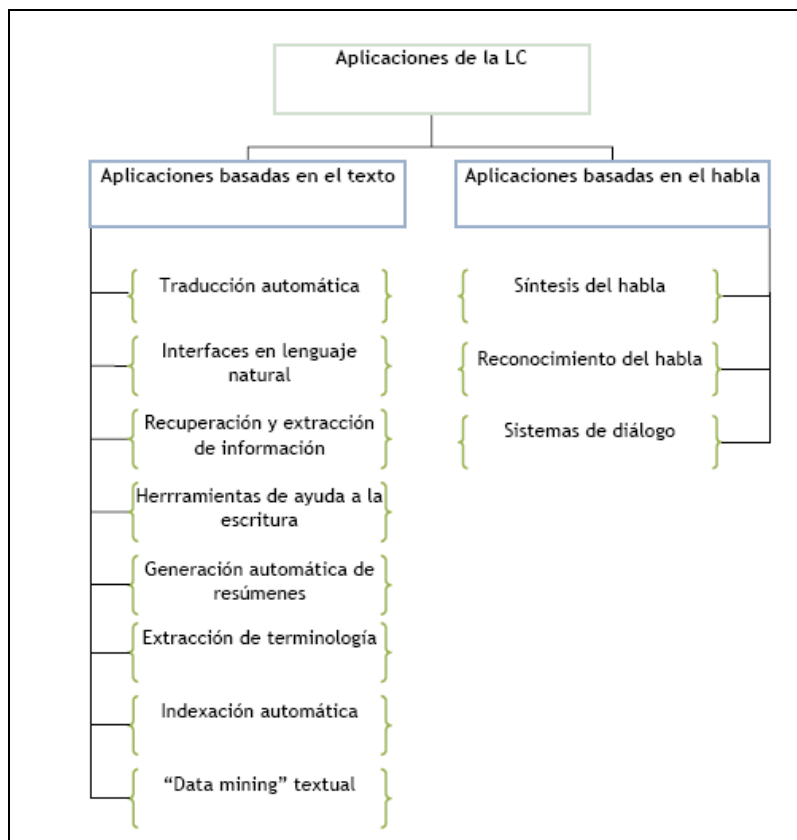 Aplicaciones de la LC
Aplicaciones basadas en el texto
Aplicaciones basadas en el habla
Traducción automática
Interfaces en lenguaje
natural
Recuperación y extracción
de información
Herrramientas de ayuda a la
escritura
Generación automática de
resúmenes
Extracción de terminología
Indexación automática
“Data mining” textual
Síntesis del habla
Reconocimiento del habla
Sistemas de diálogo